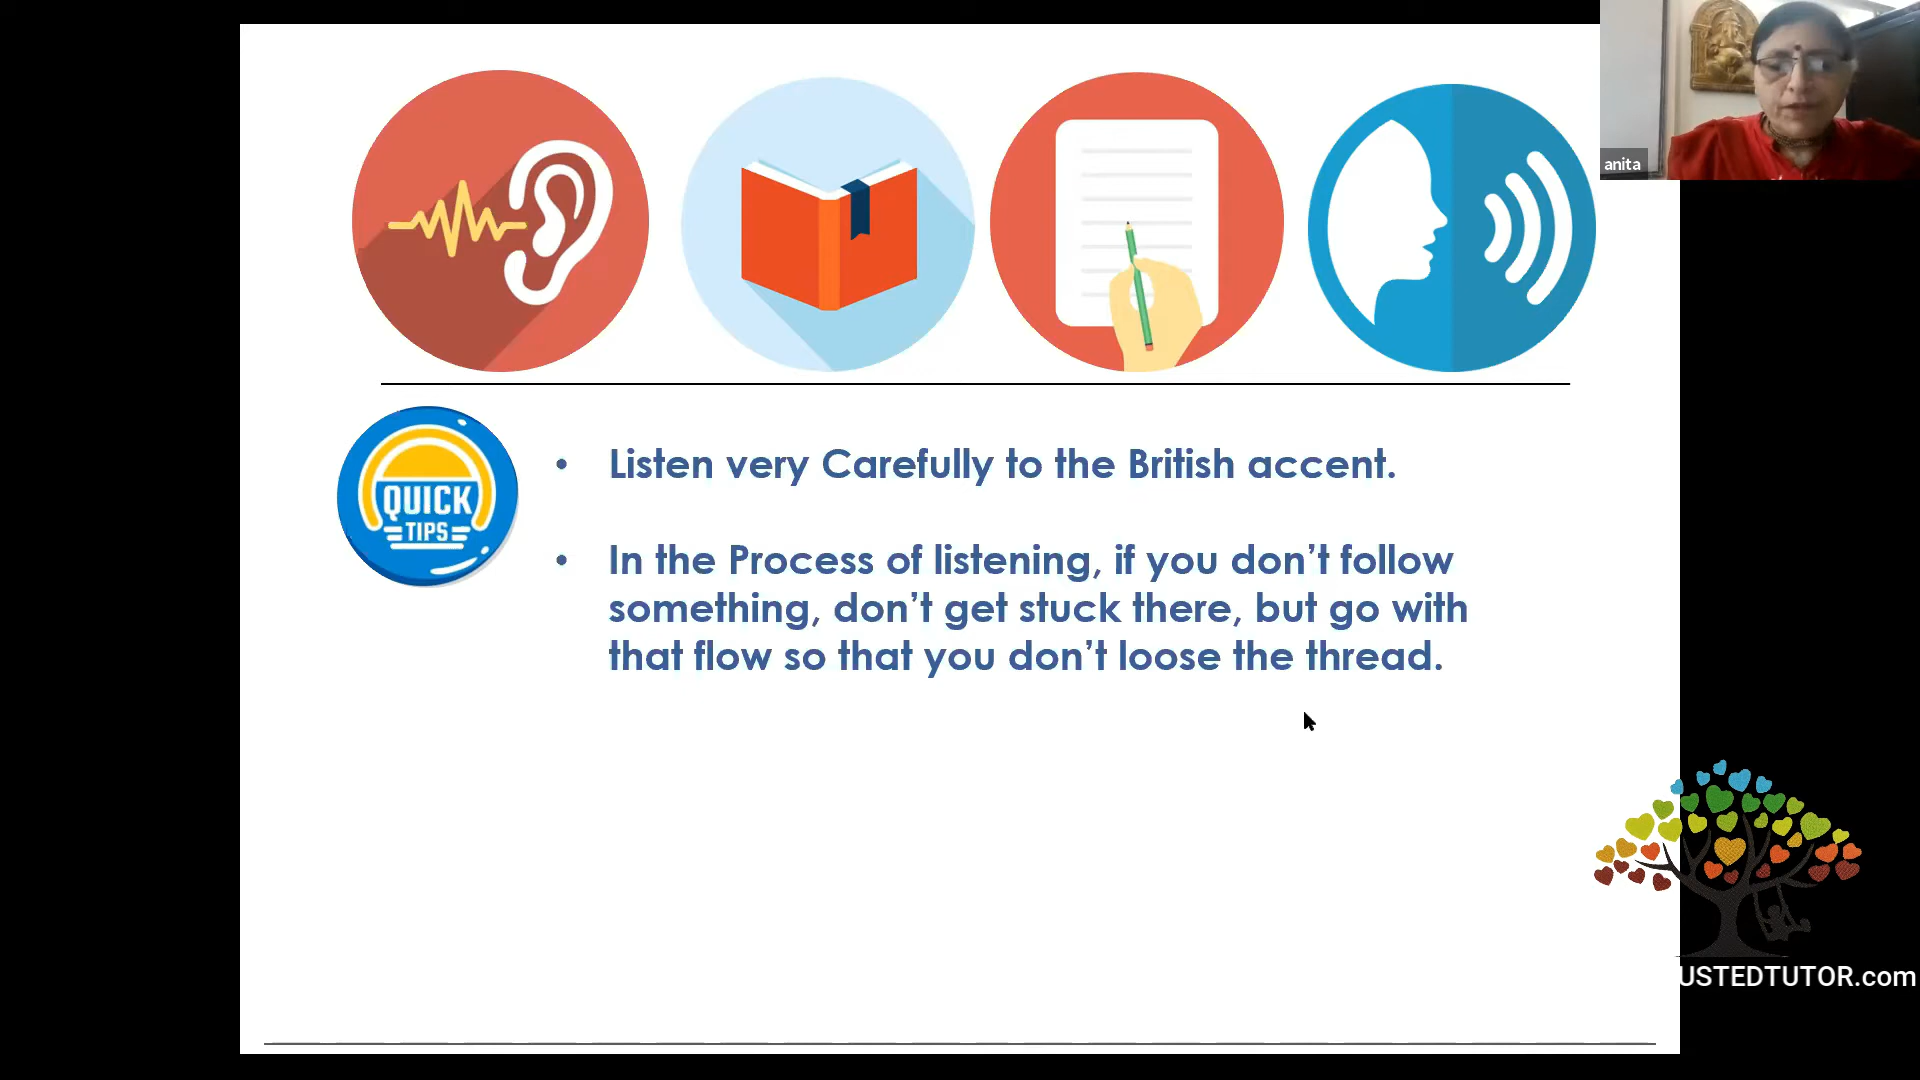 anita
QUICK
TIPS
• Listen very Carefully to the British accent.
• In the Process of listening, if you don’t follow
something, don’t get stuck there, but go with
that flow so that you don’t loose the thread.
USTEDTUTOR.com